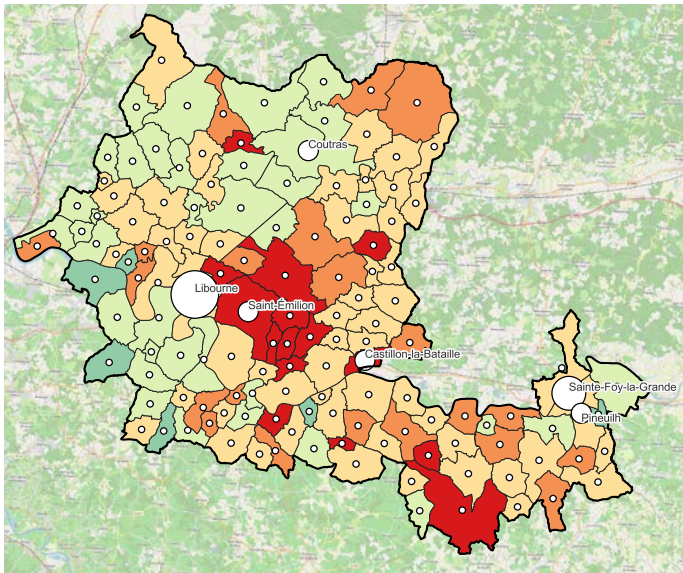 Coutras
Libourne
Saint-Émilion
Castillon-la-Bataille
Sainte-Foy-la-Grande
Pineuilh